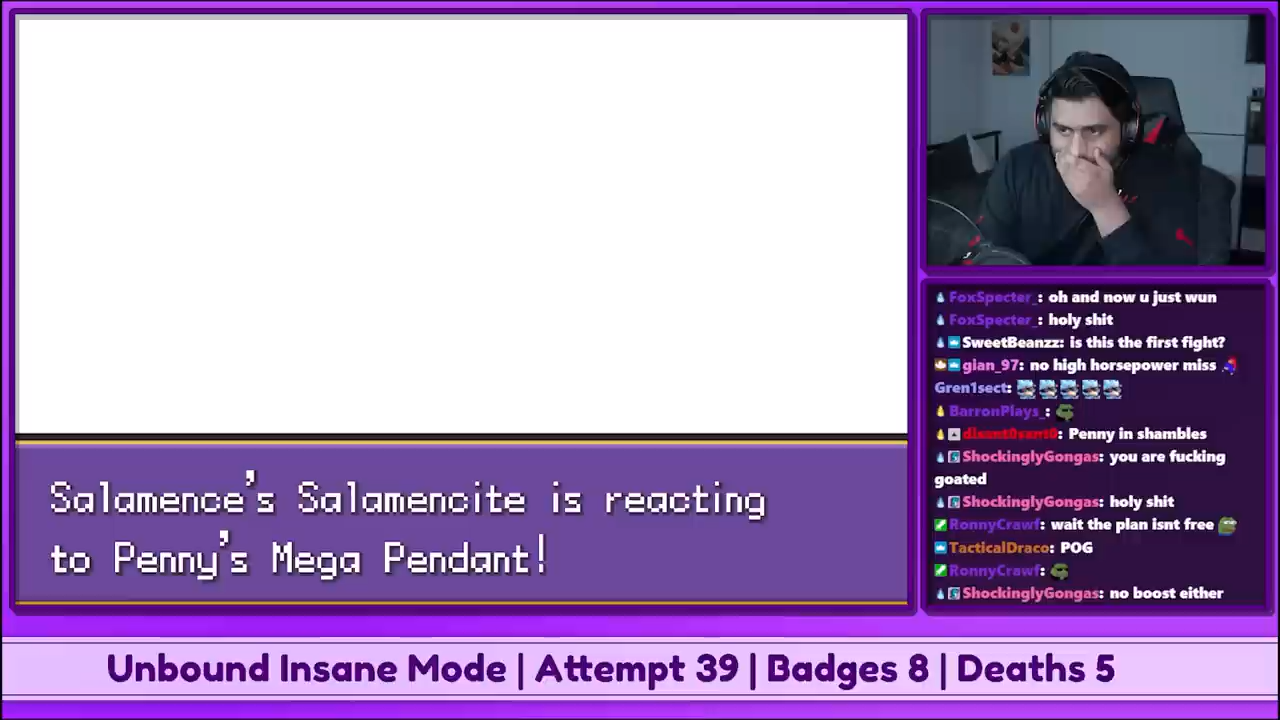 Salamence's Salamencite is reacting
to Penny's Mega Pendant!
FoxSpecter_: oh and now u just wun
FoxSpecter_: holy shit
SweetBeanzz: is this the first fight?
gian_97: no high horsepower miss
Gren1sect:
BarronPlays_:
: Penny in shambles
ShockinglyGongas: you are fucking
goated
ShockinglyGongas: holy shit
RonnyCrawf: wait the plan isnt free
TacticalDraco: POG
RonnyCrawf:
ShockinglyGongas: no boost either
Unbound Insane Mode | Attempt 39 | Badges 8 | Deaths 5